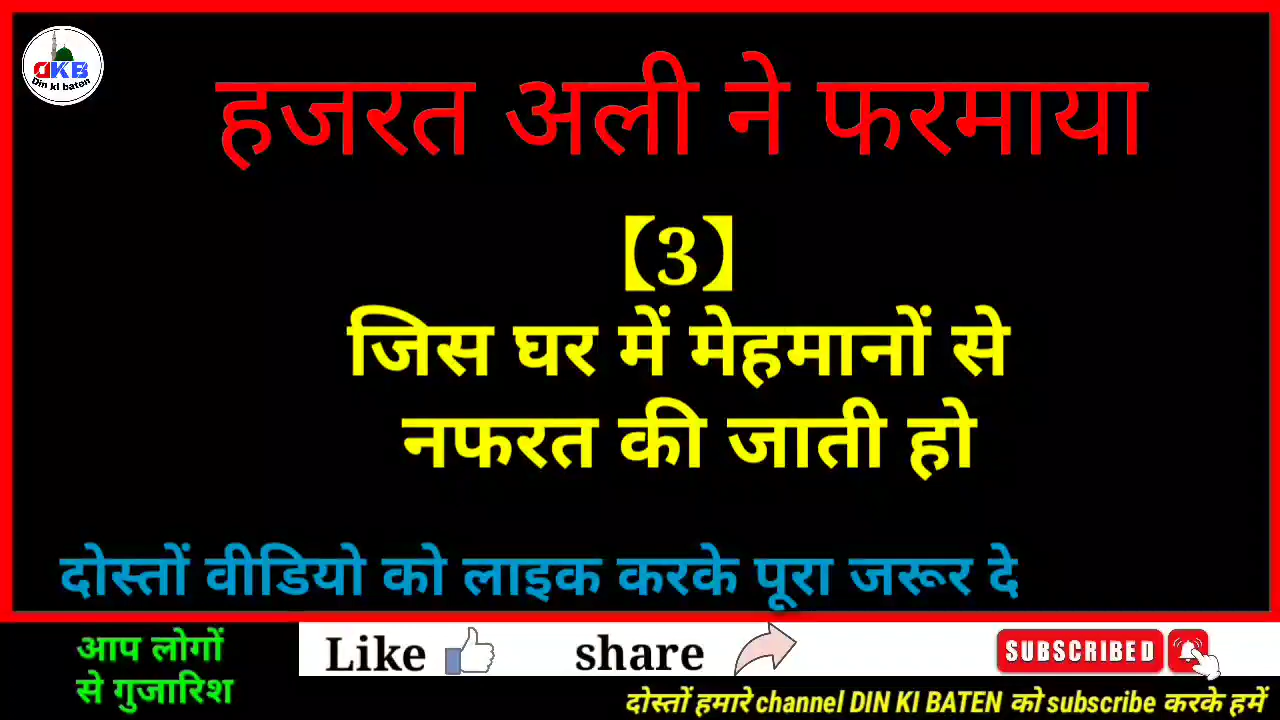 DKB
Din ki baten
हजरत अली ने फरमाया
【3】
जिस घर में मेहमानों से
नफरत की जाती हो
दोस्तों वीडियो को लाइक करके पूरा जरूर दे
आप लोगों
से गुजारिश
Like share SUBSCRIBED
दोस्तों हमारे channel DIN KI BATEN को subscribe करके हमें